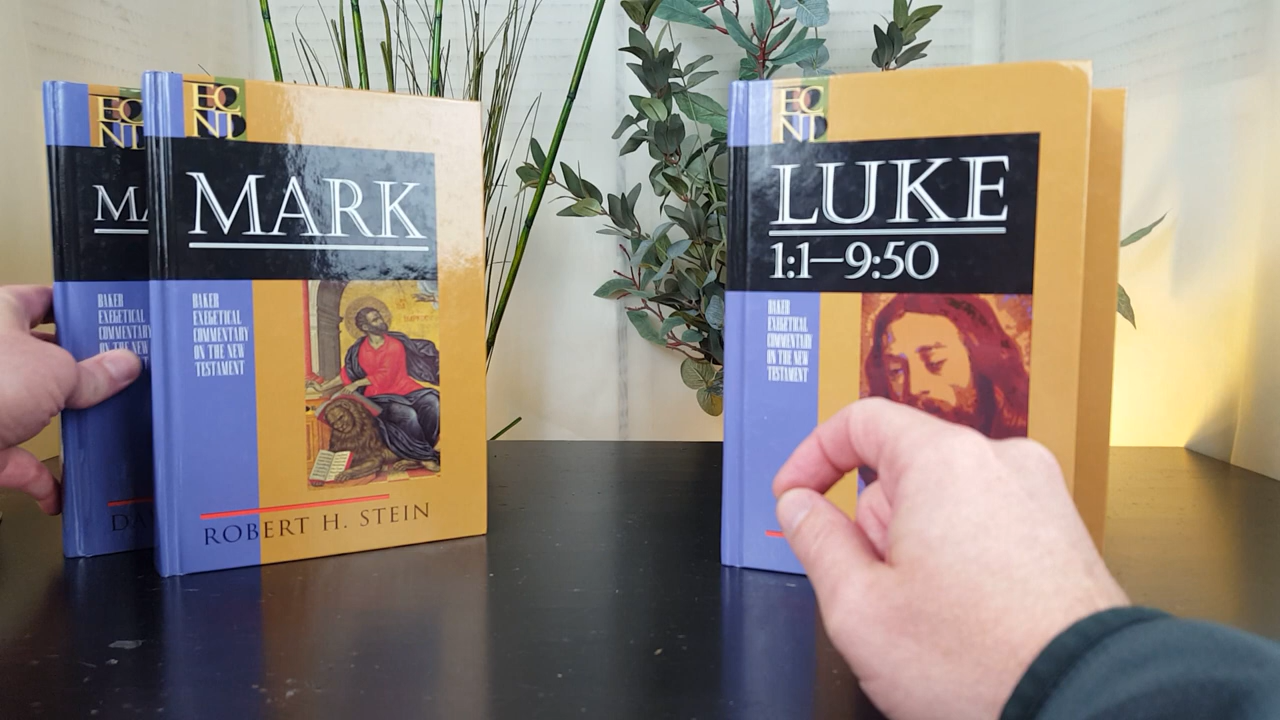 EC
N
MA
BAKER
EXEGETICAL
COMMENTARY
ON THE NEW
DA
EC
NT
MARK
BAKER
EXEGETICAL
COMMENTARY
ON THE NEW
TESTAMENT
ROBERT H. STEIN
EC
NT
LUKE
1:1–9:50
BAKER
EXEGETICAL
COMMENTARY
ON THE NEW
TESTAMENT